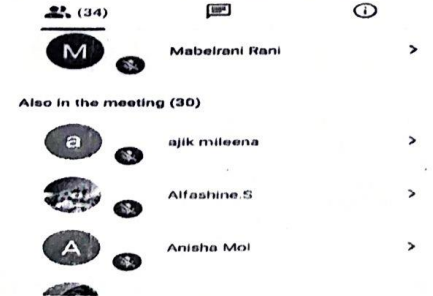 (34)
M
Mabelrani Rani
Also in the meeting (30)
a
ajik mileena
Alfashine.S
A
Anisha Mol